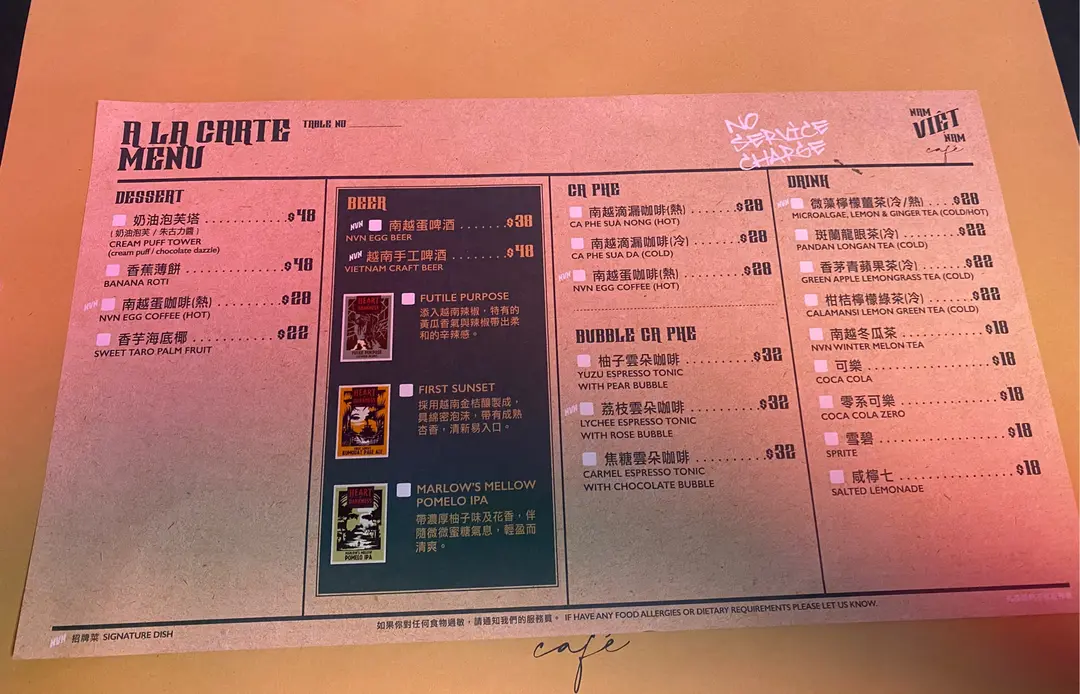 A LA CARTE
MENU
TABLE NO
NO
SERVICE
CHARGE
NAM
VIỆT
NAM
café
DESSERT
奶油泡芙塔 $48
(奶油泡芙 / 朱古力醬)
CREAM PUFF TOWER
(cream puff / chocolate dazzle)
香蕉薄餅 $48
BANANA ROTI
NVN 南越蛋咖啡(熱) $28
NVN EGG COFFEE (HOT)
香芋海底椰 $22
SWEET TARO PALM FRUIT
BEER
NVN 南越蛋啤酒 $38
NVN EGG BEER
NVN 越南手工啤酒 $48
VIETNAM CRAFT BEER
HEART
DARKNESS
FUTILE PURPOSE
FUTILE PURPOSE
添入越南辣椒，特有的
黃瓜香氣與辣椒帶出柔
和的辛辣感。
HEART
DARKNESS
KUMQUAT PALE ALE
FIRST SUNSET
採用越南金桔釀製成，
具綿密泡沫，帶有成熟
杏香，清新易入口。
HEART
DARKNESS
MARLOW'S MELLOW
POMELO IPA
MARLOW'S MELLOW
POMELO IPA
帶濃厚柚子味及花香，伴
隨微微蜜糖氣息，輕盈而
清爽。
CA PHE
南越滴漏咖啡(熱) $28
CA PHE SUA NONG (HOT)
南越滴漏咖啡(冷) $28
CA PHE SUA DA (COLD)
NVN 南越蛋咖啡(熱) $28
NVN EGG COFFEE (HOT)
BUBBLE CA PHE
柚子雲朵咖啡 $32
YUZU ESPRESSO TONIC
WITH PEAR BUBBLE
NVN 荔枝雲朵咖啡 $32
LYCHEE ESPRESSO TONIC
WITH ROSE BUBBLE
焦糖雲朵咖啡 $32
CARMEL ESPRESSO TONIC
WITH CHOCOLATE BUBBLE
DRINK
NVN 微藻檸檬薑茶(冷/熱) $28
MICROALGAE, LEMON & GINGER TEA (COLD/HOT)
斑蘭龍眼茶(冷) $22
PANDAN LONGAN TEA (COLD)
香茅青蘋果茶(冷) $22
GREEN APPLE LEMONGRASS TEA (COLD)
柑桔檸檬綠茶(冷) $22
CALAMANSI LEMON GREEN TEA (COLD)
南越冬瓜茶 $18
NVN WINTER MELON TEA
可樂 $18
COCA COLA
零系可樂 $18
COCA COLA ZERO
雪碧 $18
SPRITE
咸檸七 $18
SALTED LEMONADE
NVN 招牌菜 SIGNATURE DISH
如果你對任何食物過敏，請通知我們的服務員。 IF HAVE ANY FOOD ALLERGIES OR DIETARY REQUIREMENTS PLEASE LET US KNOW.
café